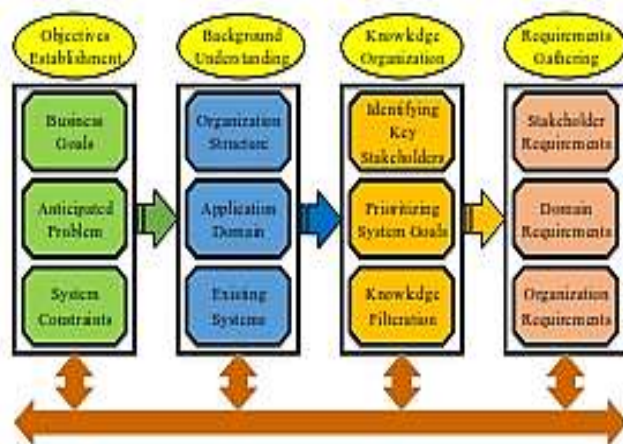 Objectives
Establishment
Background
Understanding
Knowledge
Organization
Requirements
Gathering
Business
Goals
Anticipated
Problem
System
Constraints
Organization
Structure
Application
Domain
Existing
Systems
Identifying
Key
Stakeholders
Prioritizing
System Goals
Knowledge
Filteration
Stakeholder
Requirements
Domain
Requirements
Organization
Requirements